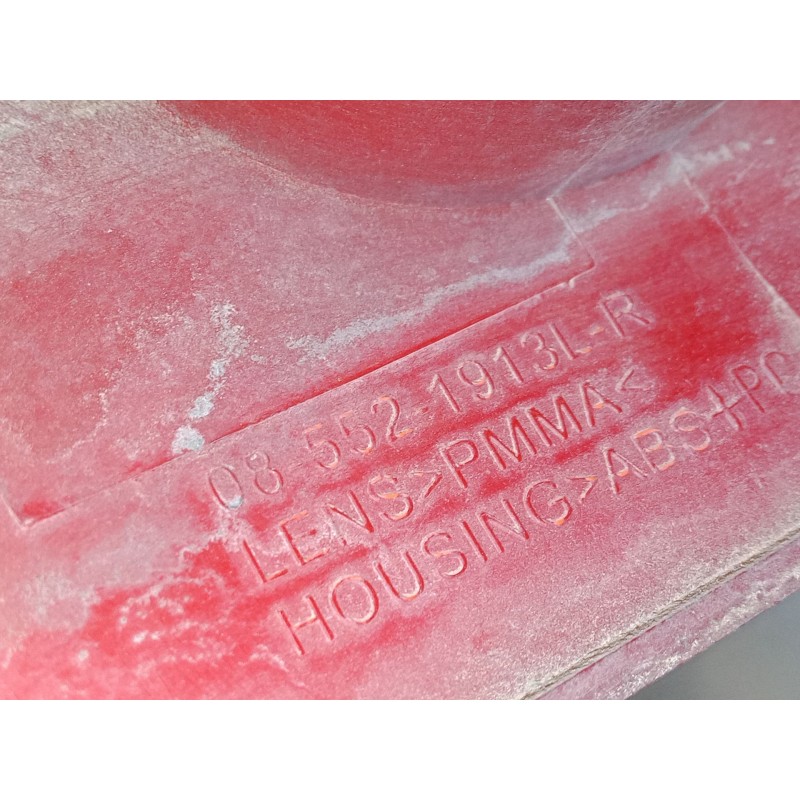 08-552-1913L-R
LENS>PMMA<
HOUSING>ABS+PC